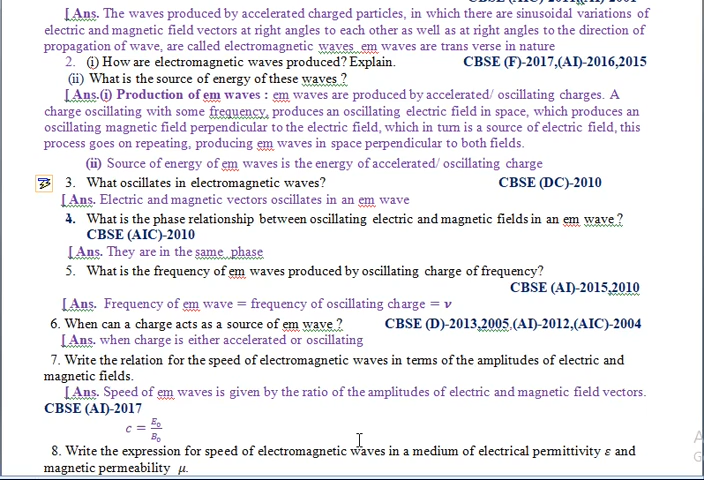 [Ans. The waves produced by accelerated charged particles, in which there are sinusoidal variations of
electric and magnetic field vectors at right angles to each other as well as at right angles to the direction of
propagation of wave, are called electromagnetic waves em waves are trans verse in nature
2. (i) How are electromagnetic waves produced? Explain. CBSE (F)-2017,(AI)-2016,2015
(ii) What is the source of energy of these waves ?
[Ans.(i) Production of em waves : em waves are produced by accelerated/ oscillating charges. A
charge oscillating with some frequency, produces an oscillating electric field in space, which produces an
oscillating magnetic field perpendicular to the electric field, which in turn is a source of electric field, this
process goes on repeating, producing em waves in space perpendicular to both fields.
(ii) Source of energy of em waves is the energy of accelerated/ oscillating charge
3. What oscillates in electromagnetic waves? CBSE (DC)-2010
[Ans. Electric and magnetic vectors oscillates in an em wave
4. What is the phase relationship between oscillating electric and magnetic fields in an em wave ?
CBSE (AIC)-2010
[Ans. They are in the same phase
5. What is the frequency of em waves produced by oscillating charge of frequency?
CBSE (AI)-2015,2010
[Ans. Frequency of em wave = frequency of oscillating charge = ν
6. When can a charge acts as a source of em wave ? CBSE (D)-2013,2005,(AI)-2012,(AIC)-2004
[Ans. when charge is either accelerated or oscillating
7. Write the relation for the speed of electromagnetic waves in terms of the amplitudes of electric and
magnetic fields.
[Ans. Speed of em waves is given by the ratio of the amplitudes of electric and magnetic field vectors.
CBSE (AI)-2017
c = E₀/B₀
8. Write the expression for speed of electromagnetic waves in a medium of electrical permittivity ε and
magnetic permeability μ.